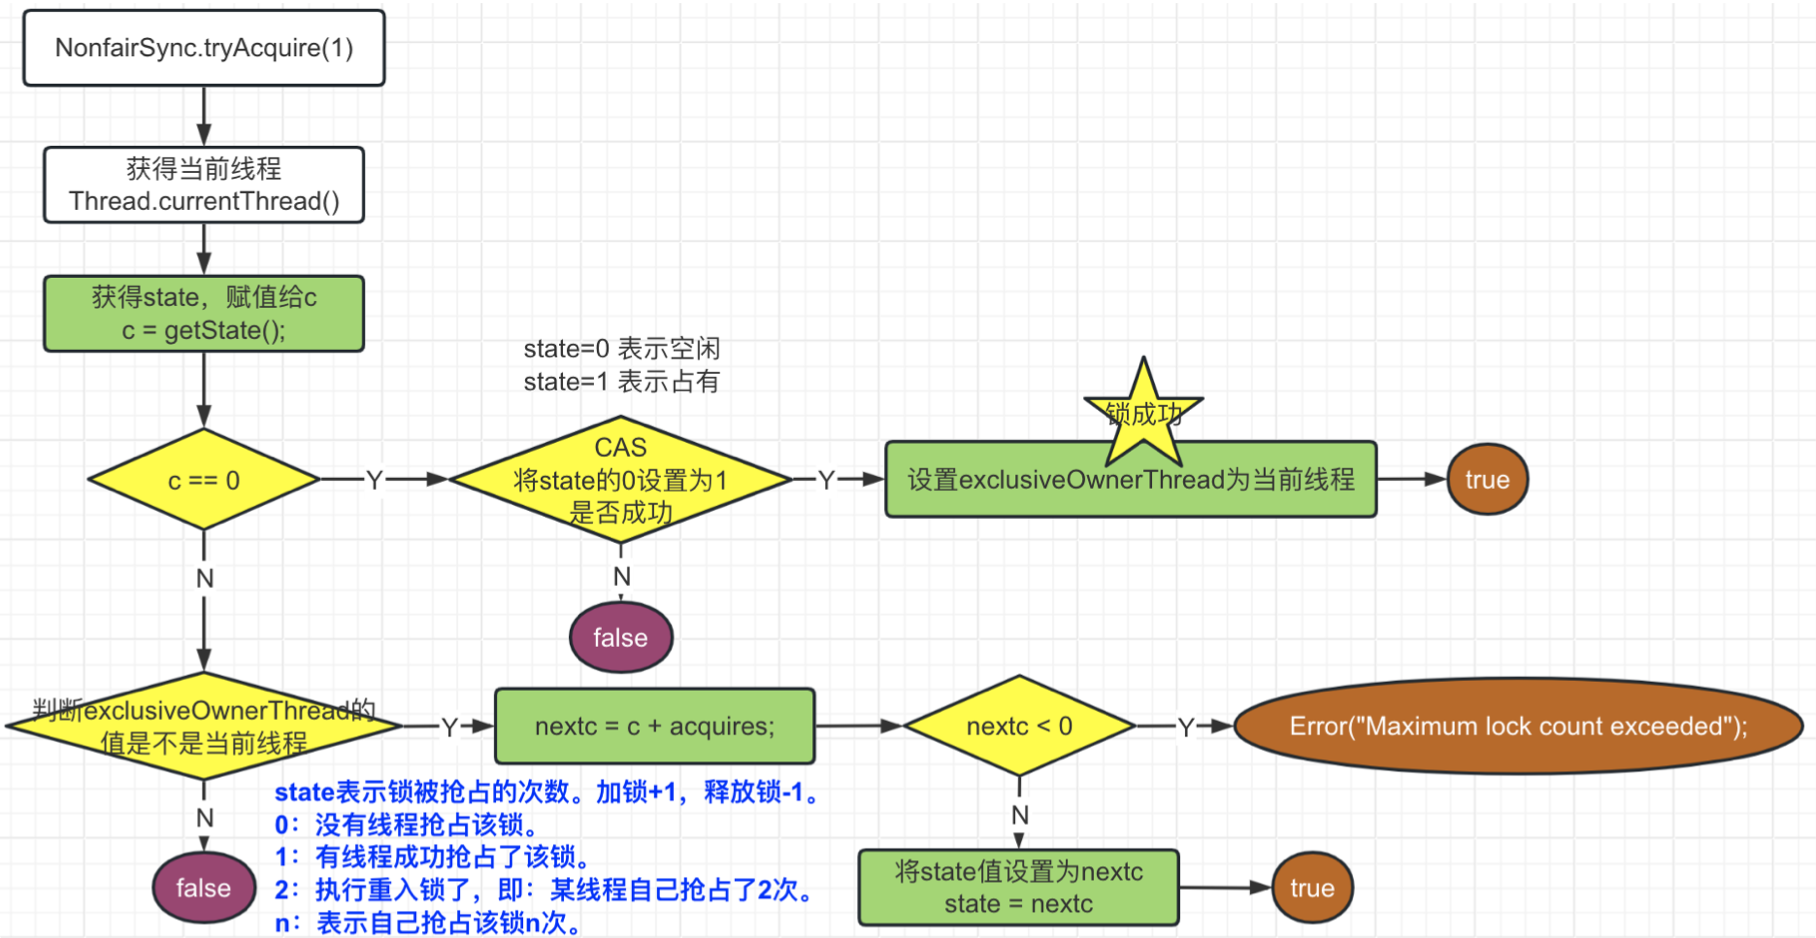 NonfairSync.tryAcquire(1)
获得当前线程
Thread.currentThread()
获得state，赋值给c
c = getState();
state=0 表示空闲
state=1 表示占有
c == 0
Y
CAS
将state的0设置为1
是否成功
Y
锁成功
设置exclusiveOwnerThread为当前线程
true
N
N
false
判断exclusiveOwnerThread的
值是不是当前线程
Y
nextc = c + acquires;
nextc < 0
Y
Error("Maximum lock count exceeded");
N
false
state表示锁被抢占的次数。加锁+1，释放锁-1。
0：没有线程抢占该锁。
1：有线程成功抢占了该锁。
2：执行重入锁了，即：某线程自己抢占了2次。
n：表示自己抢占该锁n次。
N
将state值设置为nextc
state = nextc
true